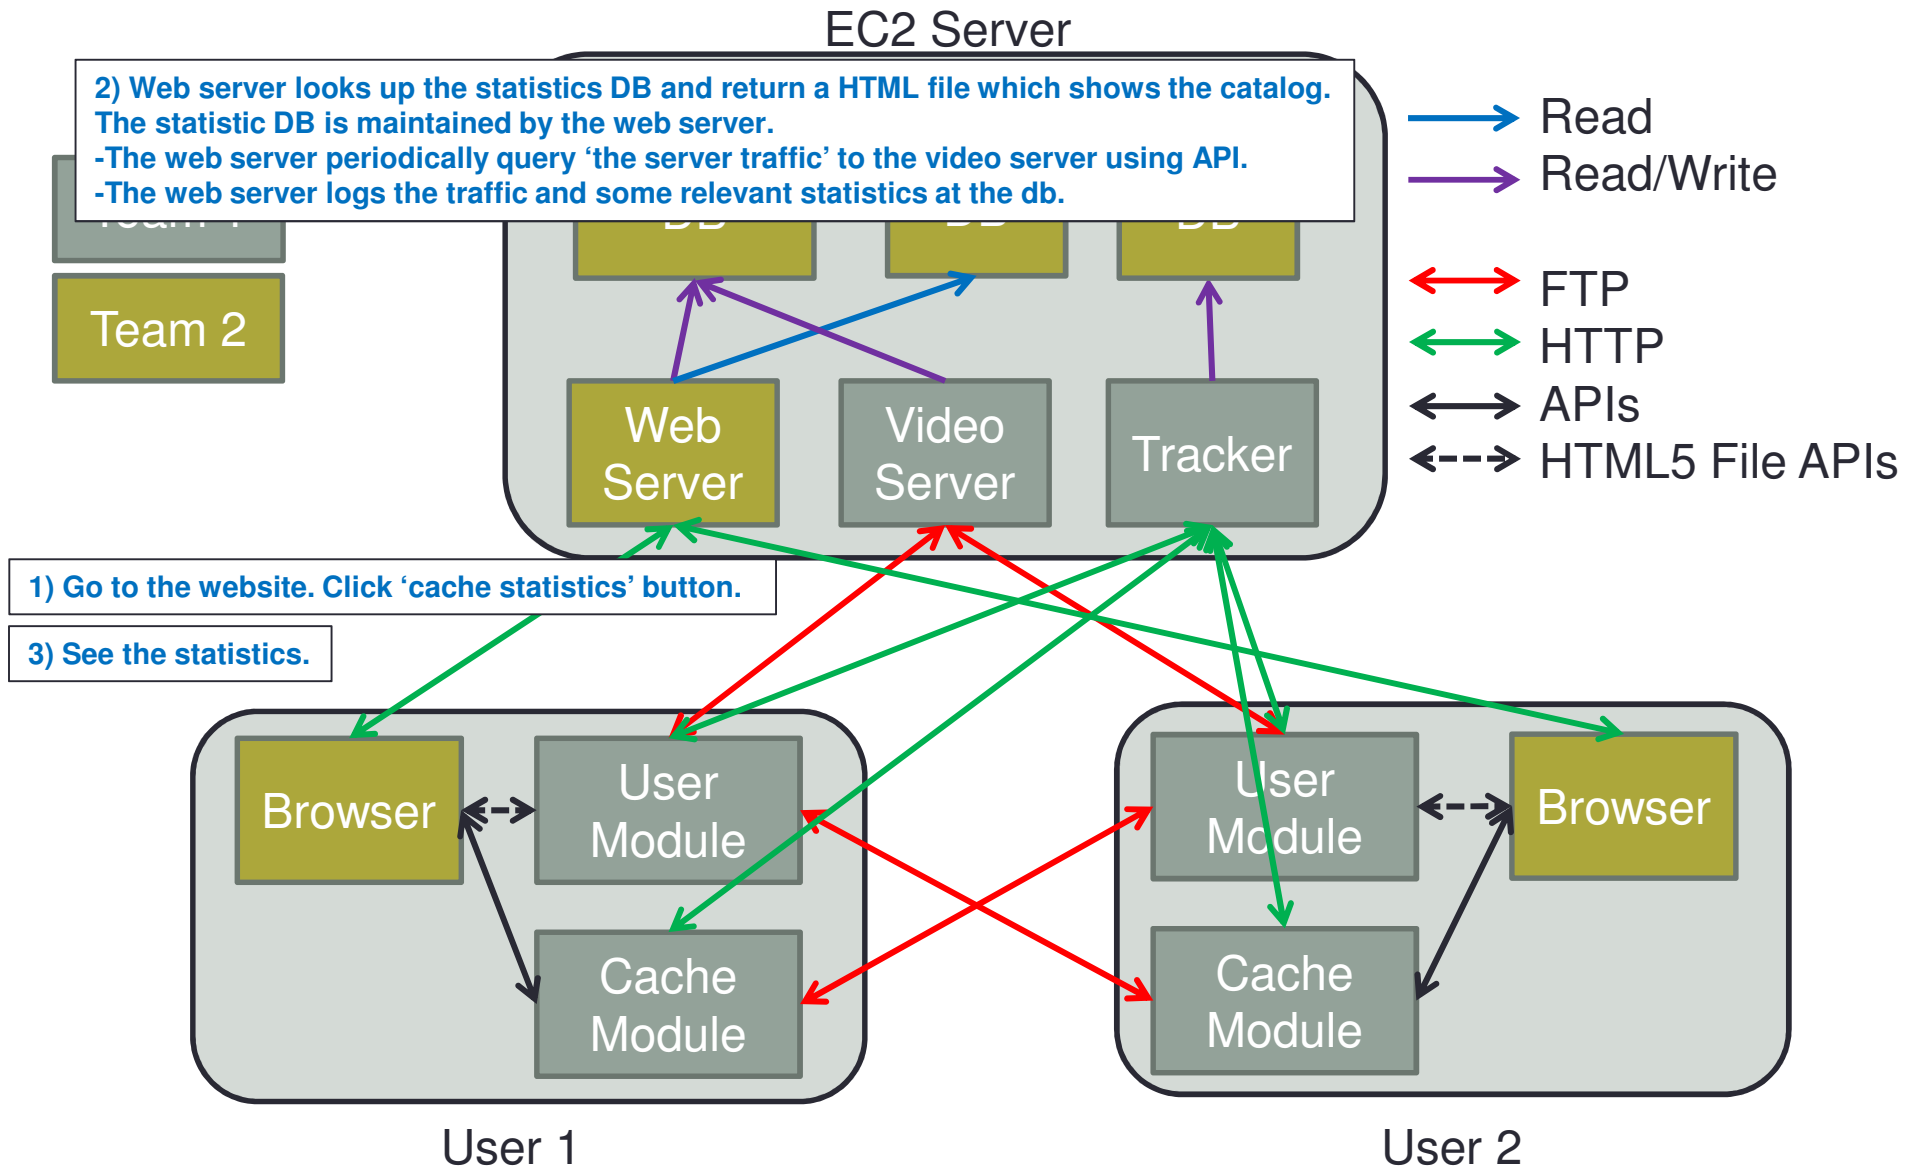 EC2 Server
2) Web server looks up the statistics DB and return a HTML file which shows the catalog.
The statistic DB is maintained by the web server.
-The web server periodically query ‘the server traffic’ to the video server using API.
-The web server logs the traffic and some relevant statistics at the db.
Read
Read/Write
Team 1
DB
DB
DB
Team 2
FTP
HTTP
APIs
HTML5 File APIs
Web
Server
Video
Server
Tracker
1) Go to the website. Click ‘cache statistics’ button.
3) See the statistics.
Browser
User
Module
Cache
Module
User
Module
Browser
Cache
Module
User 1
User 2